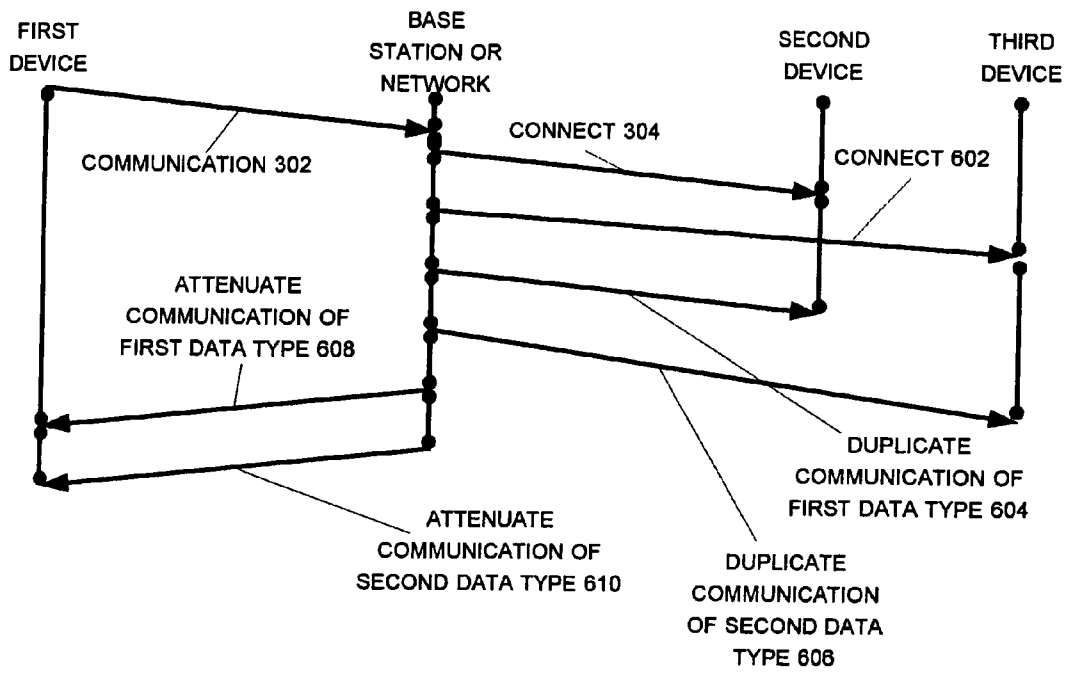 FIRST
DEVICE
BASE
STATION OR
NETWORK
SECOND
DEVICE
THIRD
DEVICE
COMMUNICATION 302
CONNECT 304
CONNECT 602
ATTENUATE
COMMUNICATION OF
FIRST DATA TYPE 608
DUPLICATE
COMMUNICATION OF
FIRST DATA TYPE 604
ATTENUATE
COMMUNICATION OF
SECOND DATA TYPE 610
DUPLICATE
COMMUNICATION
OF SECOND DATA
TYPE 606